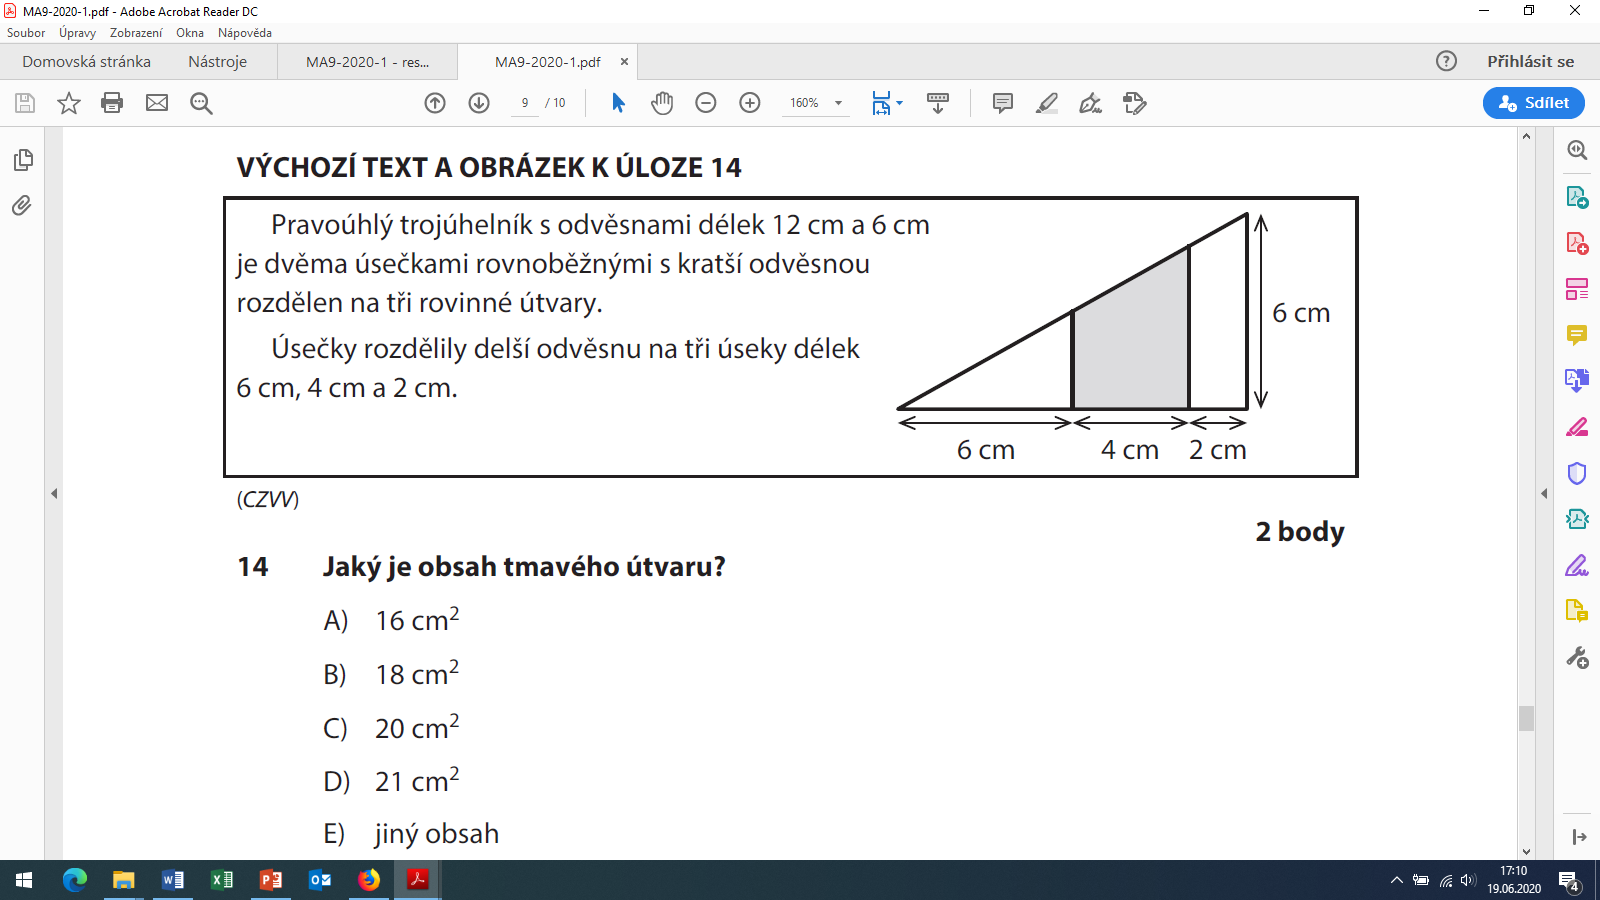 MA9-2020-1.pdf - Adobe Acrobat Reader DC
Soubor Úpravy Zobrazení Okna Nápověda
Domovská stránka Nástroje MA9-2020-1 - res... MA9-2020-1.pdf × Přihlásit se
9 / 10 160% Sdílet
VÝCHOZÍ TEXT A OBRÁZEK K ÚLOZE 14
Pravoúhlý trojúhelník s odvěsnami délek 12 cm a 6 cm
je dvěma úsečkami rovnoběžnými s kratší odvěsnou
rozdělen na tři rovinné útvary.
Úsečky rozdělily delší odvěsnu na tři úseky délek
6 cm, 4 cm a 2 cm.
6 cm
6 cm 4 cm 2 cm
(CZVV)
2 body
14 Jaký je obsah tmavého útvaru?
A) 16 cm²
B) 18 cm²
C) 20 cm²
D) 21 cm²
E) jiný obsah
17:10
19.06.2020
4